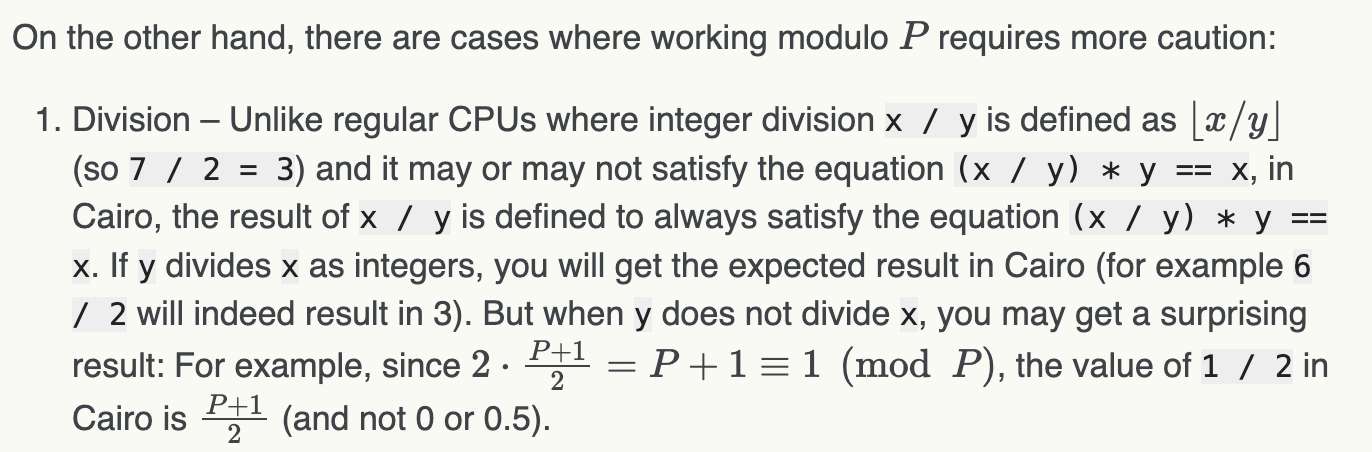 On the other hand, there are cases where working modulo P requires more caution:
1. Division – Unlike regular CPUs where integer division x / y is defined as ⌊x/y⌋
(so 7 / 2 = 3) and it may or may not satisfy the equation (x / y) * y == x, in
Cairo, the result of x / y is defined to always satisfy the equation (x / y) * y ==
x. If y divides x as integers, you will get the expected result in Cairo (for example 6
/ 2 will indeed result in 3). But when y does not divide x, you may get a surprising
result: For example, since 2 · \frac{P+1}{2} = P + 1 ≡ 1 (mod P), the value of 1 / 2 in
Cairo is \frac{P+1}{2} (and not 0 or 0.5).